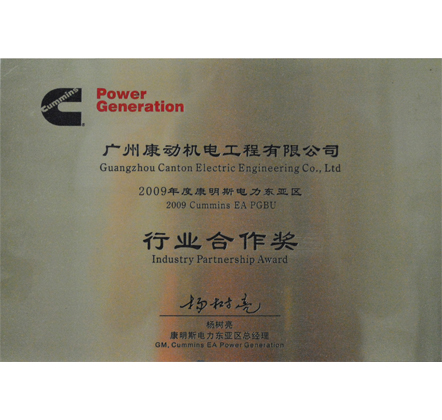 Cummins
Power
Generation
广州康动机电工程有限公司
Guangzhou Canton Electric Engineering Co., Ltd
2009年度康明斯电力东亚区
2009 Cummins EA PGBU
行业合作奖
Industry Partnership Award
杨树亮
杨树亮
康明斯电力东亚区总经理
GM, Cummins EA Power Generation